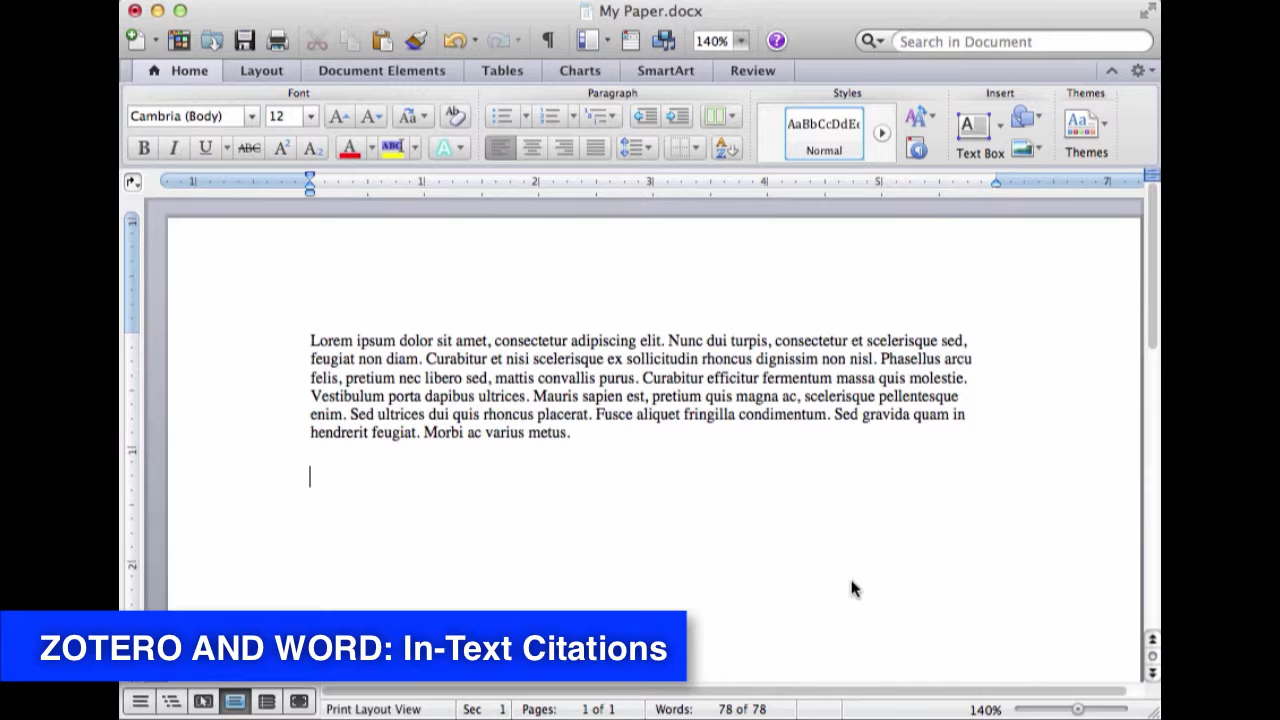 My Paper.docx
140%
Search in Document
Home Layout Document Elements Tables Charts SmartArt Review
Font Paragraph Styles Insert Themes
Cambria (Body) 12
AaBbCcDdEe
Normal
Text Box
Themes
Lorem ipsum dolor sit amet, consectetur adipiscing elit. Nunc dui turpis, consectetur et scelerisque sed,
feugiat non diam. Curabitur et nisi scelerisque ex sollicitudin rhoncus dignissim non nisl. Phasellus arcu
felis, pretium nec libero sed, mattis convallis purus. Curabitur efficitur fermentum massa quis molestie.
Vestibulum porta dapibus ultrices. Mauris sapien est, pretium quis magna ac, scelerisque pellentesque
enim. Sed ultrices dui quis rhoncus placerat. Fusce aliquet fringilla condimentum. Sed gravida quam in
hendrerit feugiat. Morbi ac varius metus.
ZOTERO AND WORD: In-Text Citations
Print Layout View Sec 1 Pages: 1 of 1 Words: 78 of 78 140%